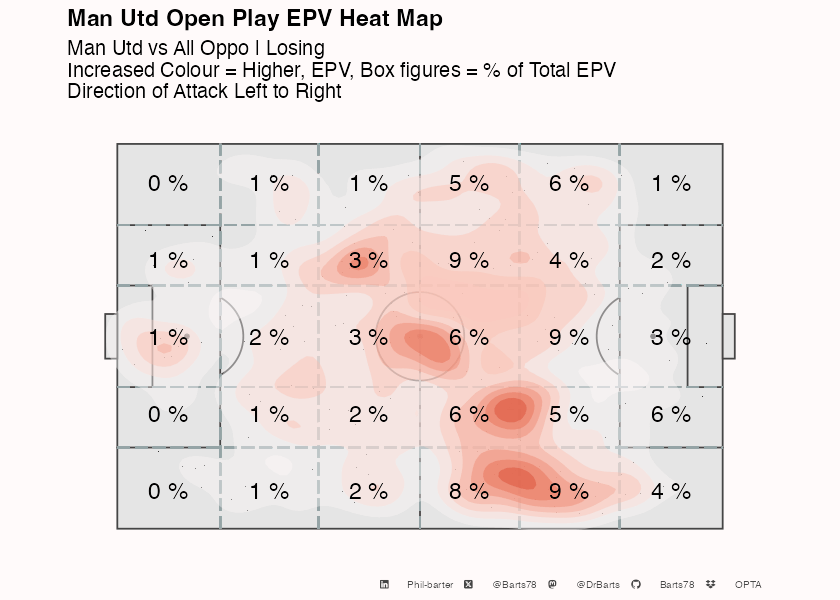 Man Utd Open Play EPV Heat Map
Man Utd vs All Oppo | Losing
Increased Colour = Higher, EPV, Box figures = % of Total EPV
Direction of Attack Left to Right
0 % 1 % 1 % 5 % 6 % 1 %
1 % 1 % 3 % 9 % 4 % 2 %
1 % 2 % 3 % 6 % 9 % 3 %
0 % 1 % 2 % 6 % 5 % 6 %
0 % 1 % 2 % 8 % 9 % 4 %
Phil-barter @Barts78 @DrBarts Barts78 OPTA